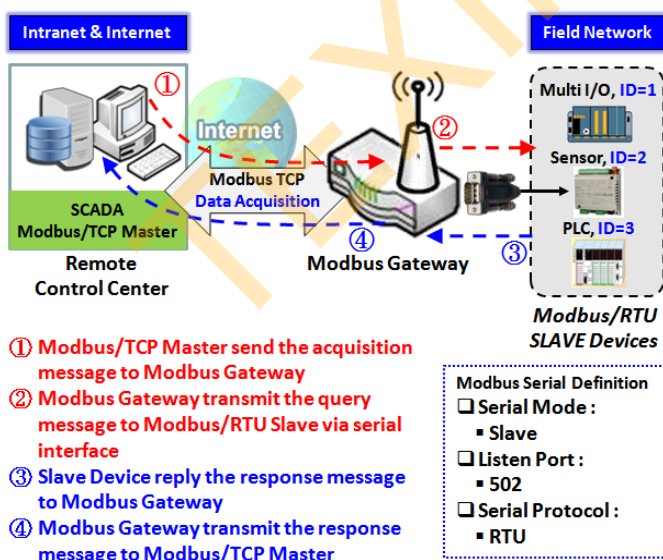 Intranet & Internet
Field Network
①
②
Multi I/O, ID=1
Internet
Sensor, ID=2
Modbus TCP
Data Acquisition
SCADA
Modbus/TCP Master
④
③
PLC, ID=3
Remote
Control Center
Modbus Gateway
Modbus/RTU
SLAVE Devices
① Modbus/TCP Master send the acquisition
message to Modbus Gateway
② Modbus Gateway transmit the query
message to Modbus/RTU Slave via serial
interface
③ Slave Device reply the response message
to Modbus Gateway
④ Modbus Gateway transmit the response
message to Modbus/TCP Master
Modbus Serial Definition
❑ Serial Mode :
▪ Slave
❑ Listen Port :
▪ 502
❑ Serial Protocol :
▪ RTU